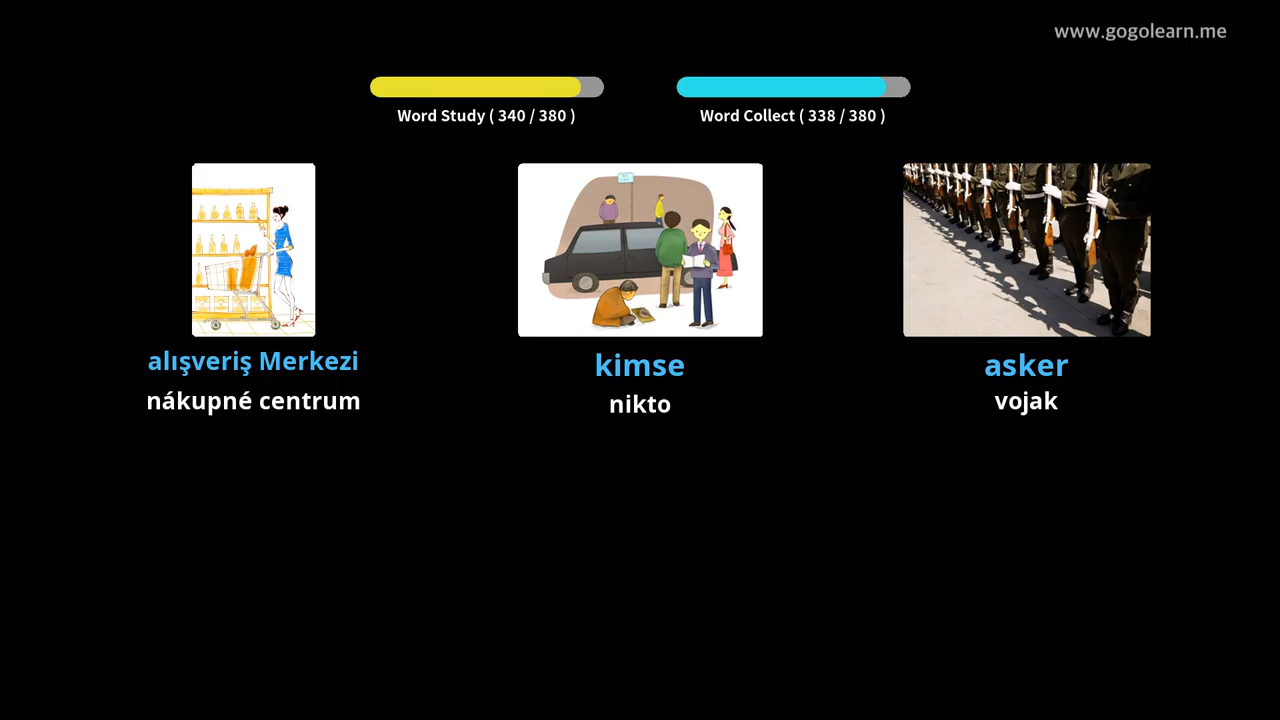 www.gogolearn.me
Word Study ( 340 / 380 )
Word Collect ( 338 / 380 )
alışveriş Merkezi
nákupné centrum
kimse
nikto
asker
vojak